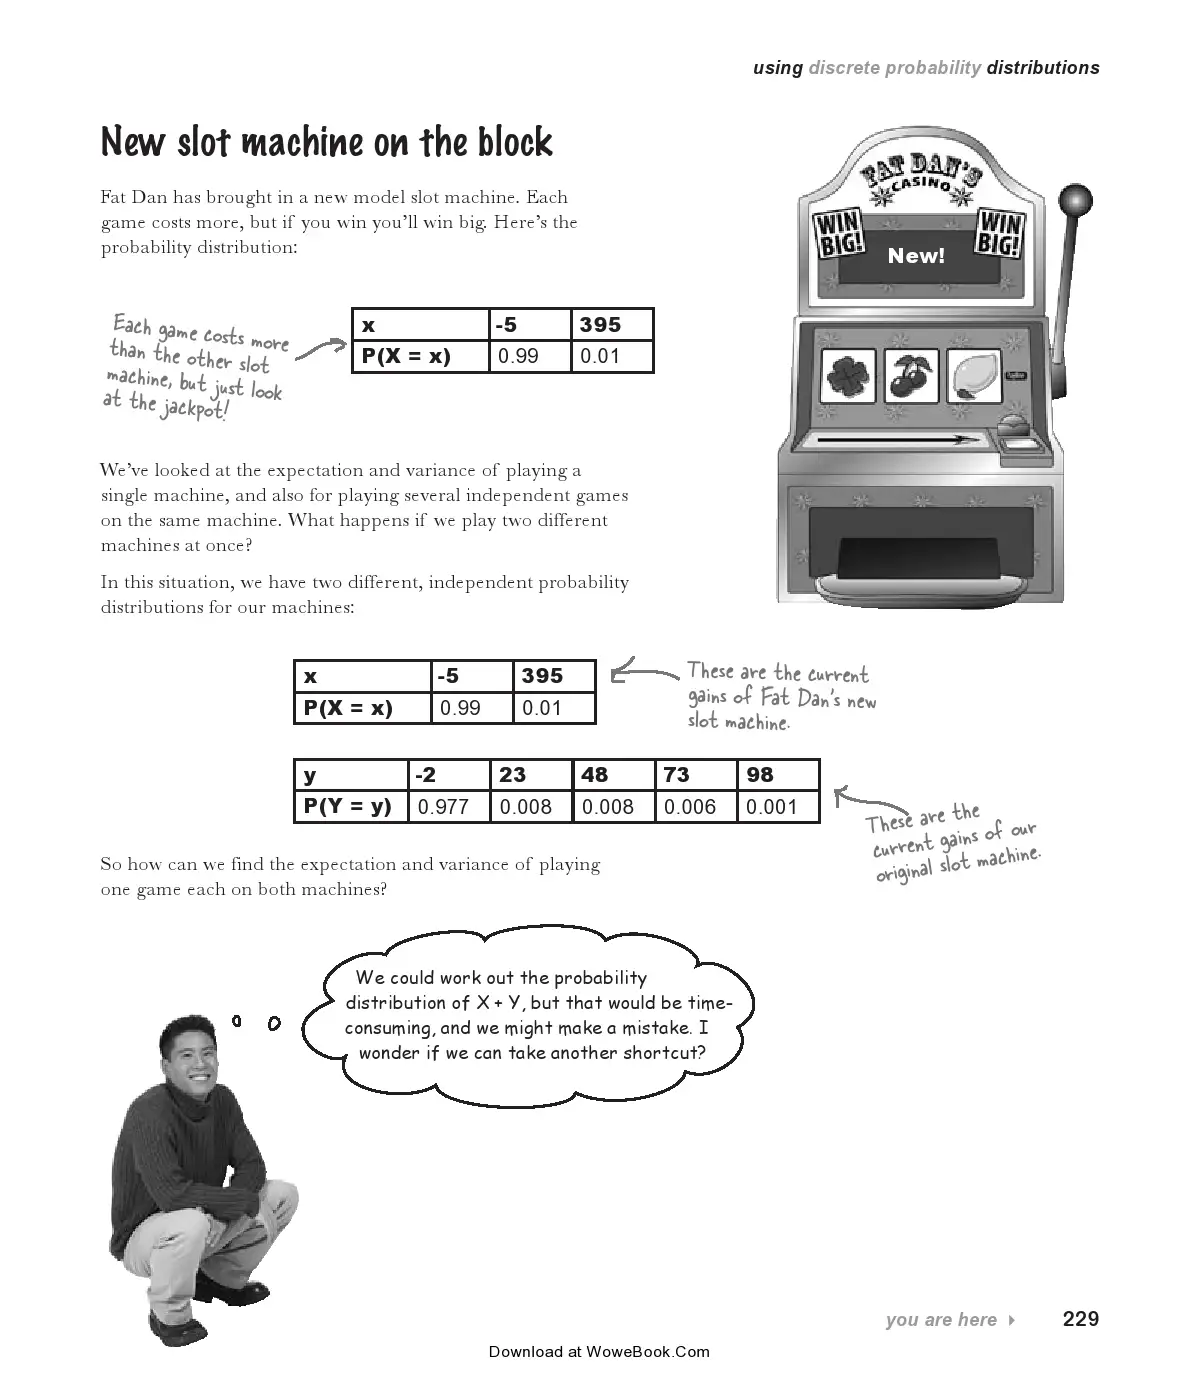 using discrete probability distributions
New slot machine on the block
Fat Dan has brought in a new model slot machine. Each
game costs more, but if you win you’ll win big. Here’s the
probability distribution:
FAT DAN'S
CASINO
WIN BIG!
WIN BIG!
New!
Each game costs more
than the other slot
machine, but just look
at the jackpot!
x -5 395
P(X = x) 0.99 0.01
We’ve looked at the expectation and variance of playing a
single machine, and also for playing several independent games
on the same machine. What happens if we play two different
machines at once?
In this situation, we have two different, independent probability
distributions for our machines:
x -5 395
P(X = x) 0.99 0.01
These are the current
gains of Fat Dan's new
slot machine.
y -2 23 48 73 98
P(Y = y) 0.977 0.008 0.008 0.006 0.001
These are the
current gains of our
original slot machine.
So how can we find the expectation and variance of playing
one game each on both machines?
We could work out the probability
distribution of X + Y, but that would be time-
consuming, and we might make a mistake. I
wonder if we can take another shortcut?
you are here 229
Download at WoweBook.Com